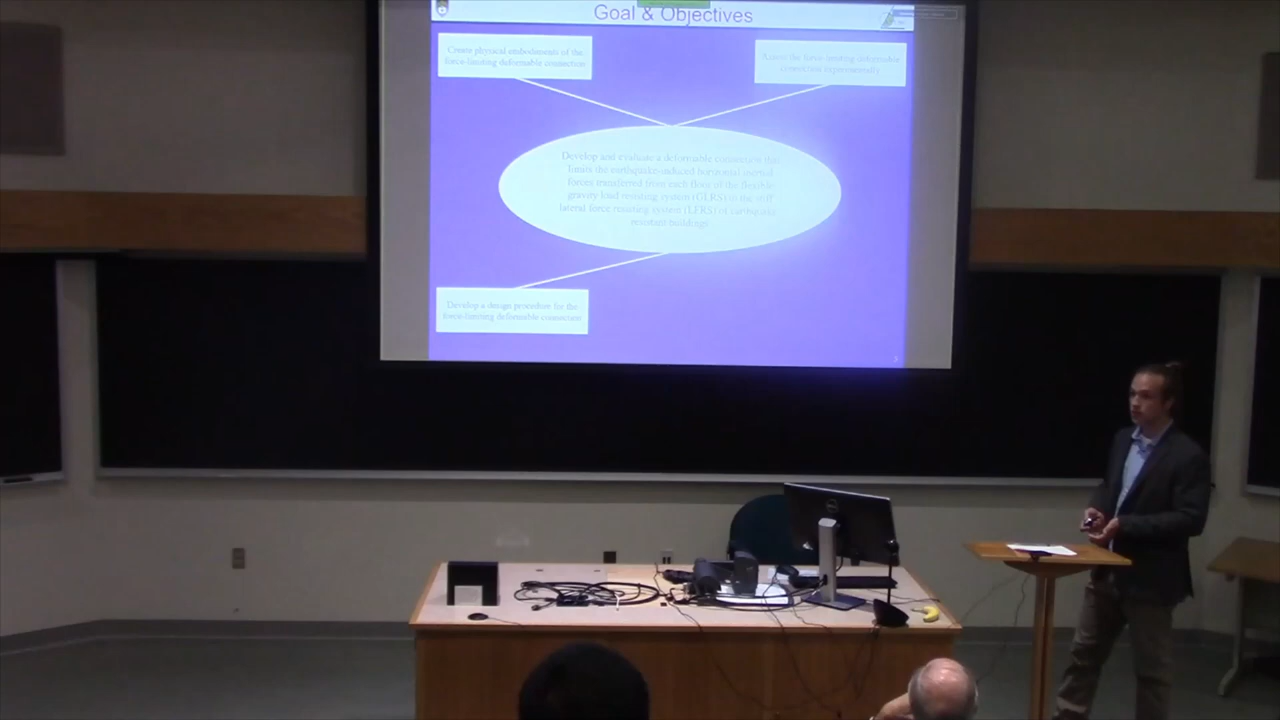 Goal & Objectives
Create physical embodiments of the
force-limiting deformable connection
Assess the force-limiting deformable
connection experimentally
Develop and evaluate a deformable connection that
limits the earthquake-induced horizontal inertial
forces transferred from each floor of the flexible
gravity load resisting system (GLRS) to the stiff
lateral force resisting system (LFRS) of earthquake
resistant buildings
Develop a design procedure for the
force-limiting deformable connection